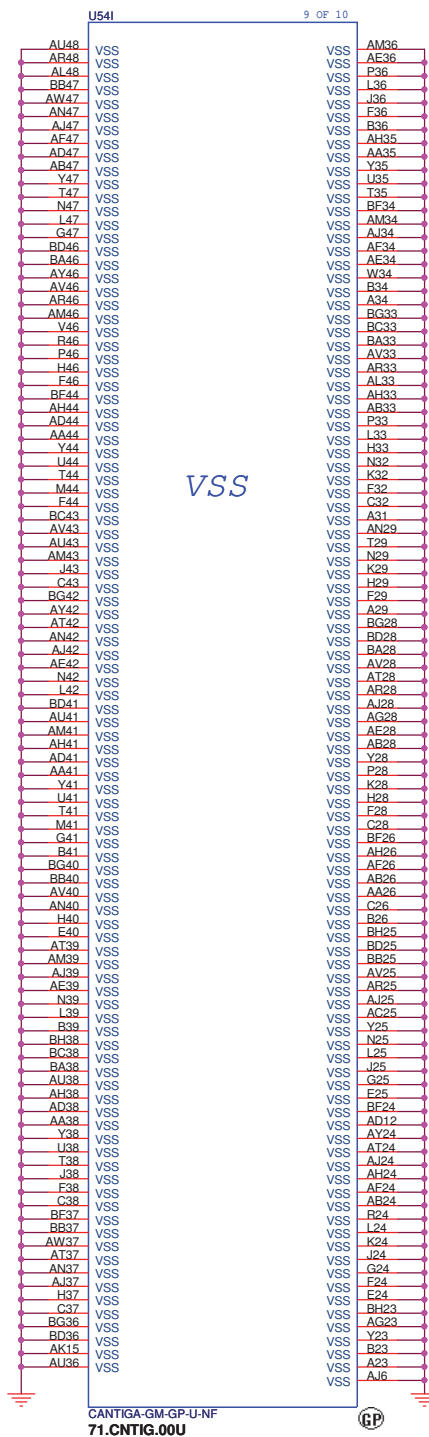 U54I 9 OF 10
AU48 VSS VSS AM36
AR48 VSS VSS AE36
AL48 VSS VSS P36
BB47 VSS VSS L36
AW47 VSS VSS J36
AN47 VSS VSS F36
AJ47 VSS VSS B36
AF47 VSS VSS AH35
AD47 VSS VSS AA35
AB47 VSS VSS Y35
Y47 VSS VSS U35
T47 VSS VSS T35
N47 VSS VSS BF34
L47 VSS VSS AM34
G47 VSS VSS AJ34
BD46 VSS VSS AF34
BA46 VSS VSS AE34
AY46 VSS VSS W34
AV46 VSS VSS B34
AR46 VSS VSS A34
AM46 VSS VSS BG33
V46 VSS VSS BC33
R46 VSS VSS BA33
P46 VSS VSS AV33
H46 VSS VSS AR33
F46 VSS VSS AL33
BF44 VSS VSS AH33
AH44 VSS VSS AB33
AD44 VSS VSS P33
AA44 VSS VSS L33
Y44 VSS VSS H33
U44 VSS VSS N32
T44 VSS VSS K32
VSS
M44 VSS VSS F32
F44 VSS VSS C32
BC43 VSS VSS A31
AV43 VSS VSS AN29
AU43 VSS VSS T29
AM43 VSS VSS N29
J43 VSS VSS K29
C43 VSS VSS H29
BG42 VSS VSS F29
AY42 VSS VSS A29
AT42 VSS VSS BG28
AN42 VSS VSS BD28
AJ42 VSS VSS BA28
AE42 VSS VSS AV28
N42 VSS VSS AT28
L42 VSS VSS AR28
BD41 VSS VSS AJ28
AU41 VSS VSS AG28
AM41 VSS VSS AE28
AH41 VSS VSS AB28
AD41 VSS VSS Y28
AA41 VSS VSS P28
Y41 VSS VSS K28
U41 VSS VSS H28
T41 VSS VSS F28
M41 VSS VSS C28
G41 VSS VSS BF26
B41 VSS VSS AH26
BG40 VSS VSS AF26
BB40 VSS VSS AB26
AV40 VSS VSS AA26
AN40 VSS VSS C26
H40 VSS VSS B26
E40 VSS VSS BH25
AT39 VSS VSS BD25
AM39 VSS VSS BB25
AJ39 VSS VSS AV25
AE39 VSS VSS AR25
N39 VSS VSS AJ25
L39 VSS VSS AC25
B39 VSS VSS Y25
BH38 VSS VSS N25
BC38 VSS VSS L25
BA38 VSS VSS J25
AU38 VSS VSS G25
AH38 VSS VSS E25
AD38 VSS VSS BF24
AA38 VSS VSS AD12
Y38 VSS VSS AY24
U38 VSS VSS AT24
T38 VSS VSS AJ24
J38 VSS VSS AH24
F38 VSS VSS AF24
C38 VSS VSS AB24
BF37 VSS VSS R24
BB37 VSS VSS L24
AW37 VSS VSS K24
AT37 VSS VSS J24
AN37 VSS VSS G24
AJ37 VSS VSS F24
H37 VSS VSS E24
C37 VSS VSS BH23
BG36 VSS VSS AG23
BD36 VSS VSS Y23
AK15 VSS VSS B23
AU36 VSS VSS A23
VSS AJ6
CANTIGA-GM-GP-U-NF
71.CNTIG.00U
GP